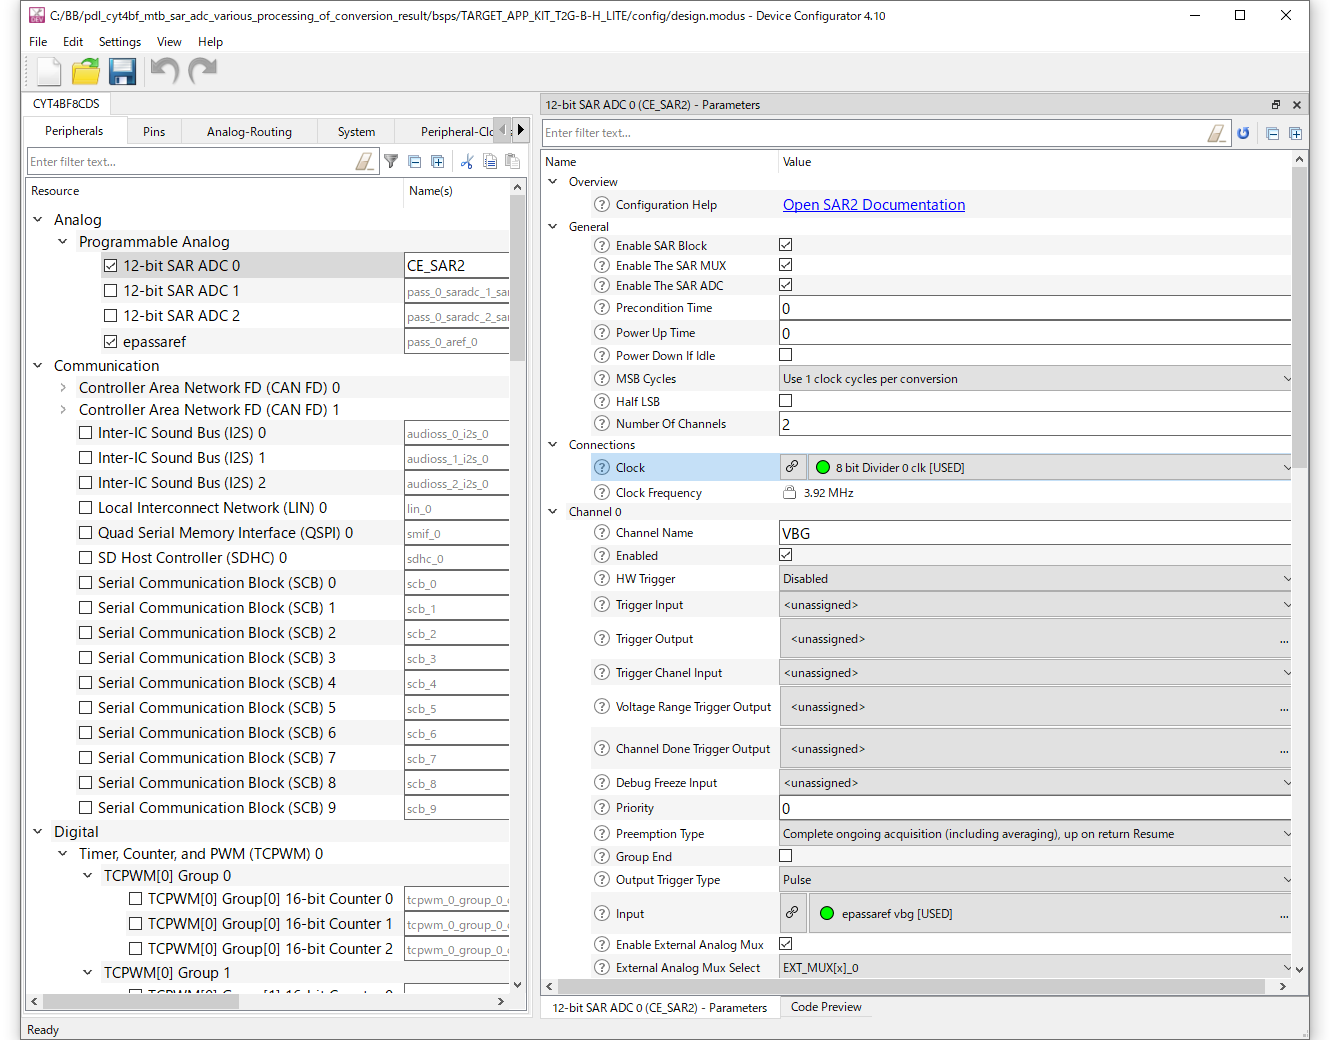 C:/BB/pdl_cyt4bf_mtb_sar_adc_various_processing_of_conversion_result/bsps/TARGET_APP_KIT_T2G-B-H_LITE/config/design.modus - Device Configurator 4.10
File Edit Settings View Help
CYT4BF8CDS
Peripherals Pins Analog-Routing System Peripheral-Clo
Enter filter text...
Resource Name(s)
Analog
Programmable Analog
12-bit SAR ADC 0 CE_SAR2
12-bit SAR ADC 1 pass_0_saradc_1_sar
12-bit SAR ADC 2 pass_0_saradc_2_sar
epassaref pass_0_aref_0
Communication
Controller Area Network FD (CAN FD) 0
Controller Area Network FD (CAN FD) 1
Inter-IC Sound Bus (I2S) 0 audioss_0_i2s_0
Inter-IC Sound Bus (I2S) 1 audioss_1_i2s_0
Inter-IC Sound Bus (I2S) 2 audioss_2_i2s_0
Local Interconnect Network (LIN) 0 lin_0
Quad Serial Memory Interface (QSPI) 0 smif_0
SD Host Controller (SDHC) 0 sdhc_0
Serial Communication Block (SCB) 0 scb_0
Serial Communication Block (SCB) 1 scb_1
Serial Communication Block (SCB) 2 scb_2
Serial Communication Block (SCB) 3 scb_3
Serial Communication Block (SCB) 4 scb_4
Serial Communication Block (SCB) 5 scb_5
Serial Communication Block (SCB) 6 scb_6
Serial Communication Block (SCB) 7 scb_7
Serial Communication Block (SCB) 8 scb_8
Serial Communication Block (SCB) 9 scb_9
Digital
Timer, Counter, and PWM (TCPWM) 0
TCPWM[0] Group 0
TCPWM[0] Group[0] 16-bit Counter 0 tcpwm_0_group_0_
TCPWM[0] Group[0] 16-bit Counter 1 tcpwm_0_group_0_
TCPWM[0] Group[0] 16-bit Counter 2 tcpwm_0_group_0_
TCPWM[0] Group 1
TCPWM[0] Group[1] 16-bit Counter 0
12-bit SAR ADC 0 (CE_SAR2) - Parameters
Enter filter text...
Name Value
Overview
Configuration Help Open SAR2 Documentation
General
Enable SAR Block
Enable The SAR MUX
Enable The SAR ADC
Precondition Time 0
Power Up Time 0
Power Down If Idle
MSB Cycles Use 1 clock cycles per conversion
Half LSB
Number Of Channels 2
Connections
Clock 8 bit Divider 0 clk [USED]
Clock Frequency 3.92 MHz
Channel 0
Channel Name VBG
Enabled
HW Trigger Disabled
Trigger Input <unassigned>
Trigger Output <unassigned> ...
Trigger Chanel Input <unassigned>
Voltage Range Trigger Output <unassigned> ...
Channel Done Trigger Output <unassigned> ...
Debug Freeze Input <unassigned>
Priority 0
Preemption Type Complete ongoing acquisition (including averaging), up on return Resume
Group End
Output Trigger Type Pulse
Input epassaref vbg [USED] ...
Enable External Analog Mux
External Analog Mux Select EXT_MUX[x]_0
12-bit SAR ADC 0 (CE_SAR2) - Parameters Code Preview
Ready